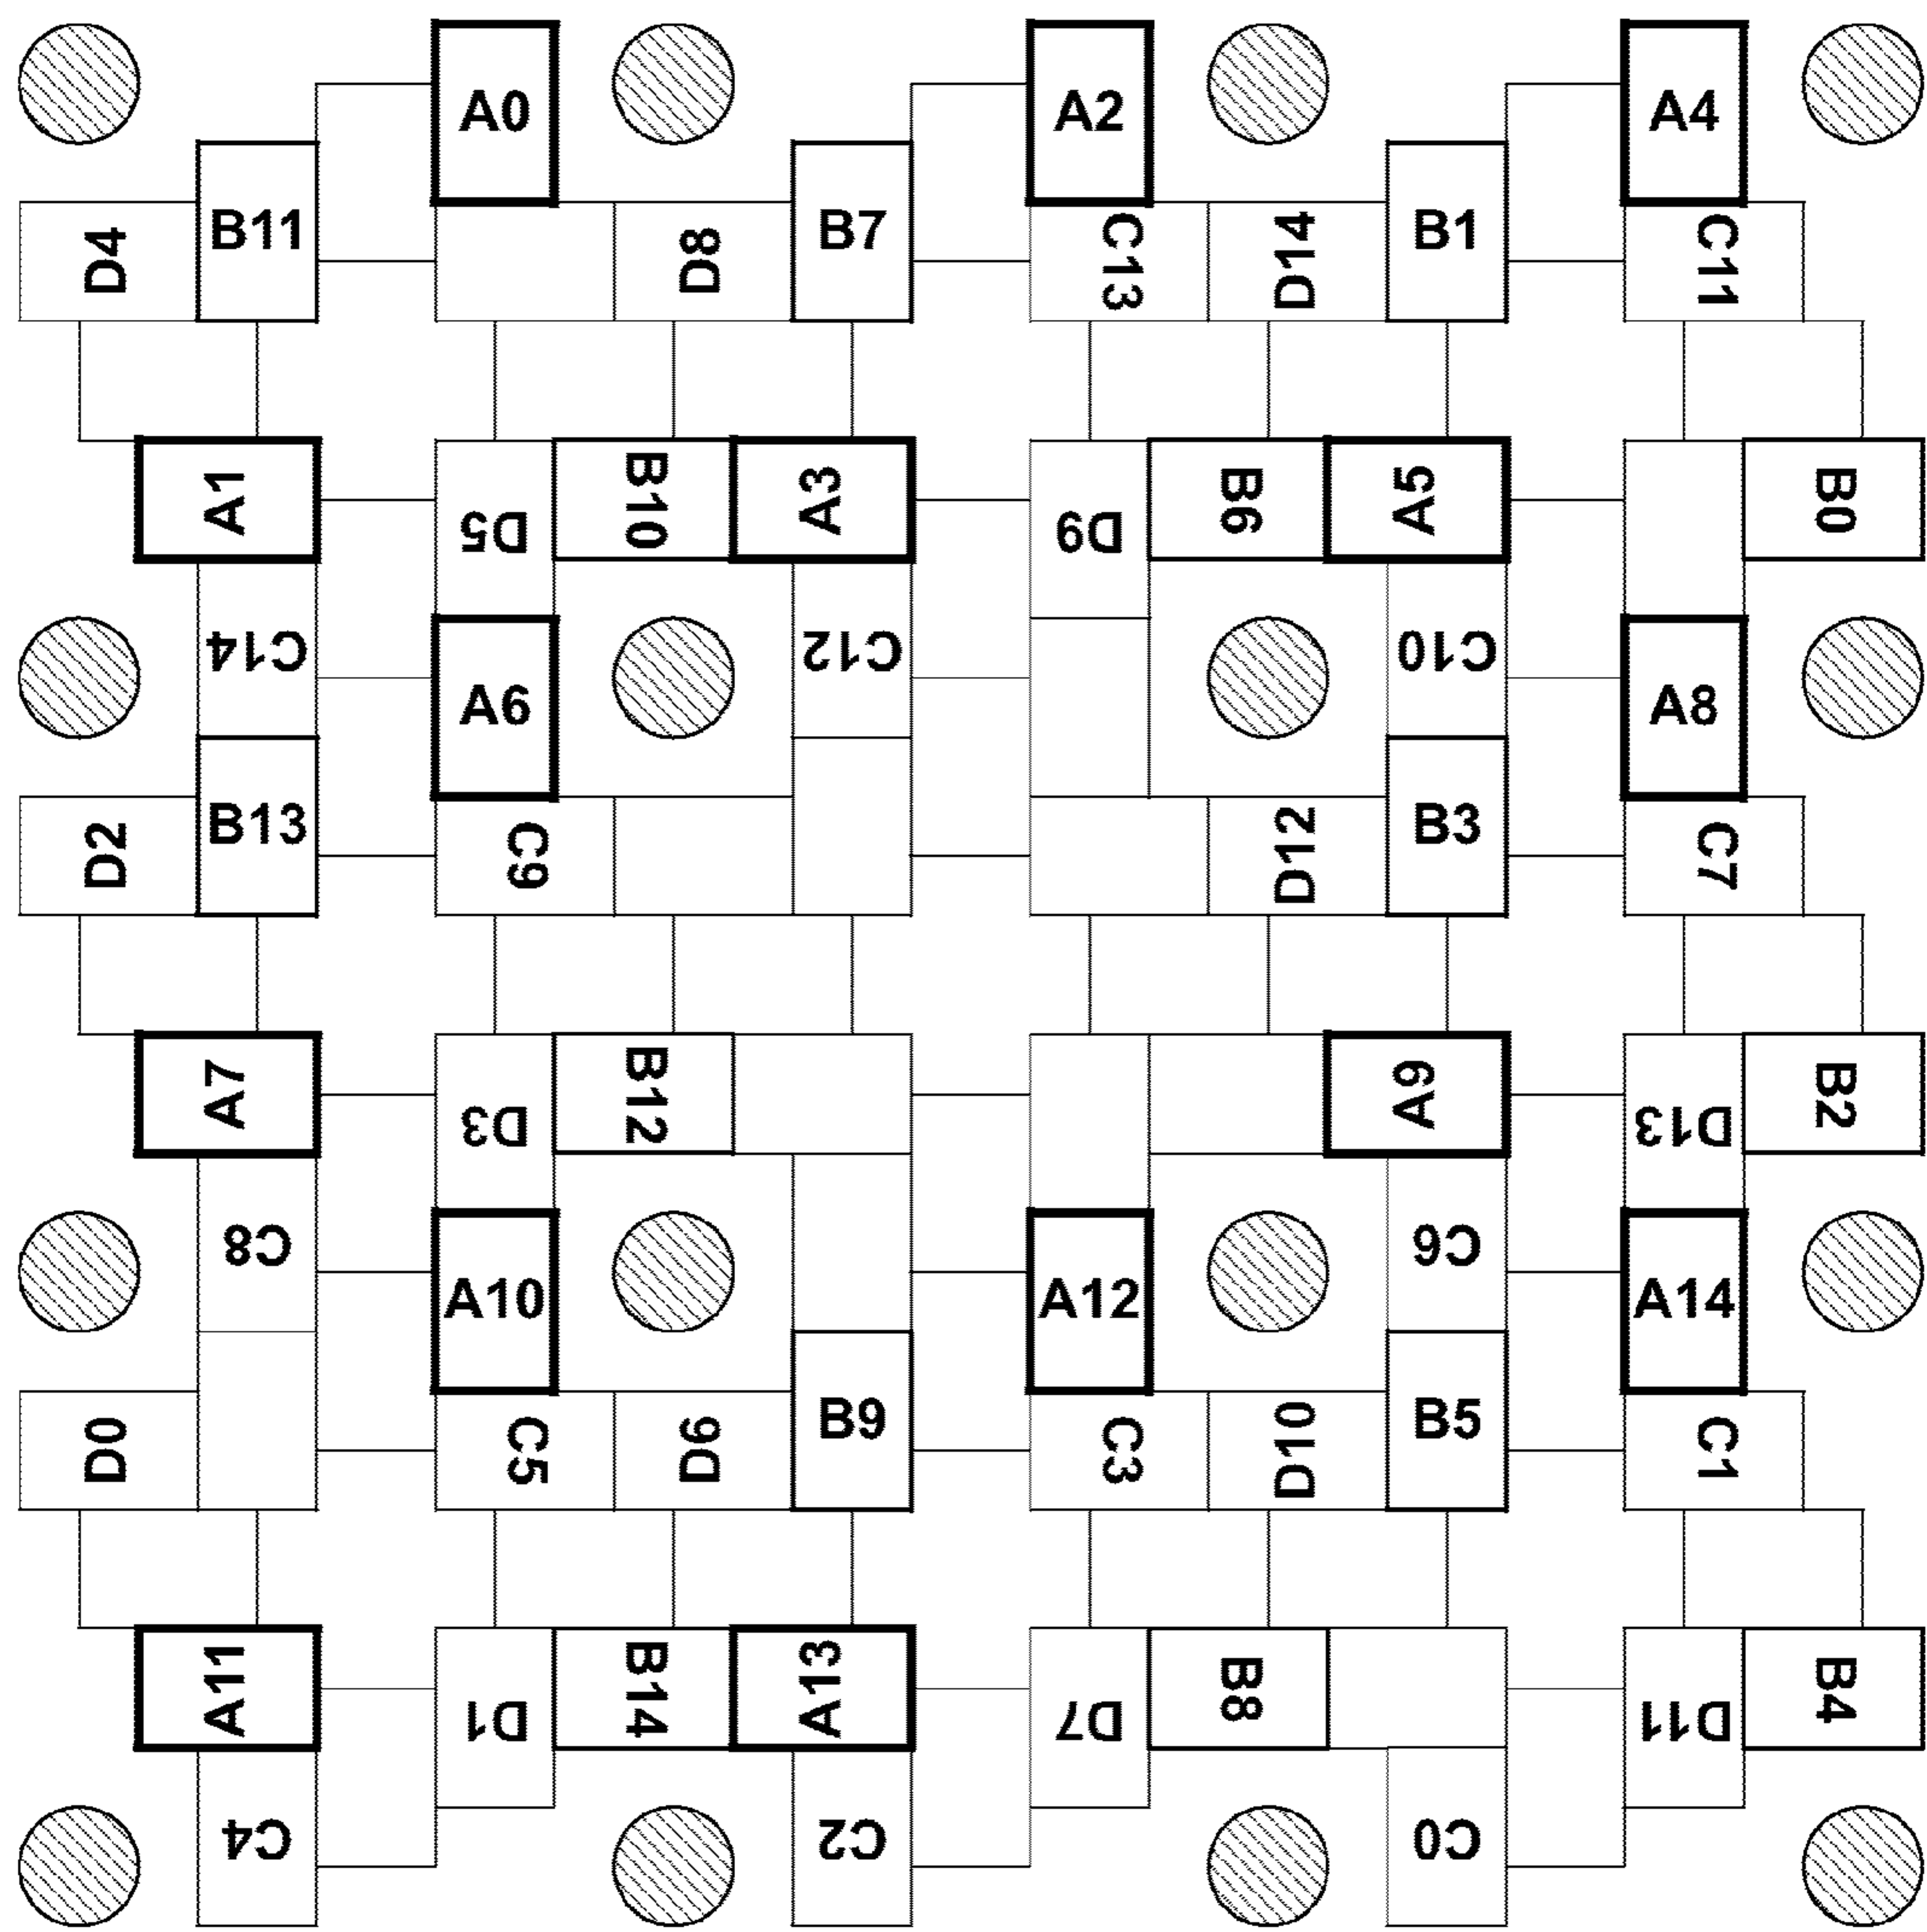 A0 A2 A4
B11 B7 B1
D4 D8 C13 D14 C11
A1 D5 B10 A3 D9 B6 A5 B0
C14 C12 C10
A6 A8
D2 B13 C9 D12 B3 C7
A7 D3 B12 A9 D13 B2
C8 C6
A10 A12 A14
D0 C5 D6 B9 C3 D10 B5 C1
A11 D1 B14 A13 D7 B8 D11 B4
C4 C2 C0